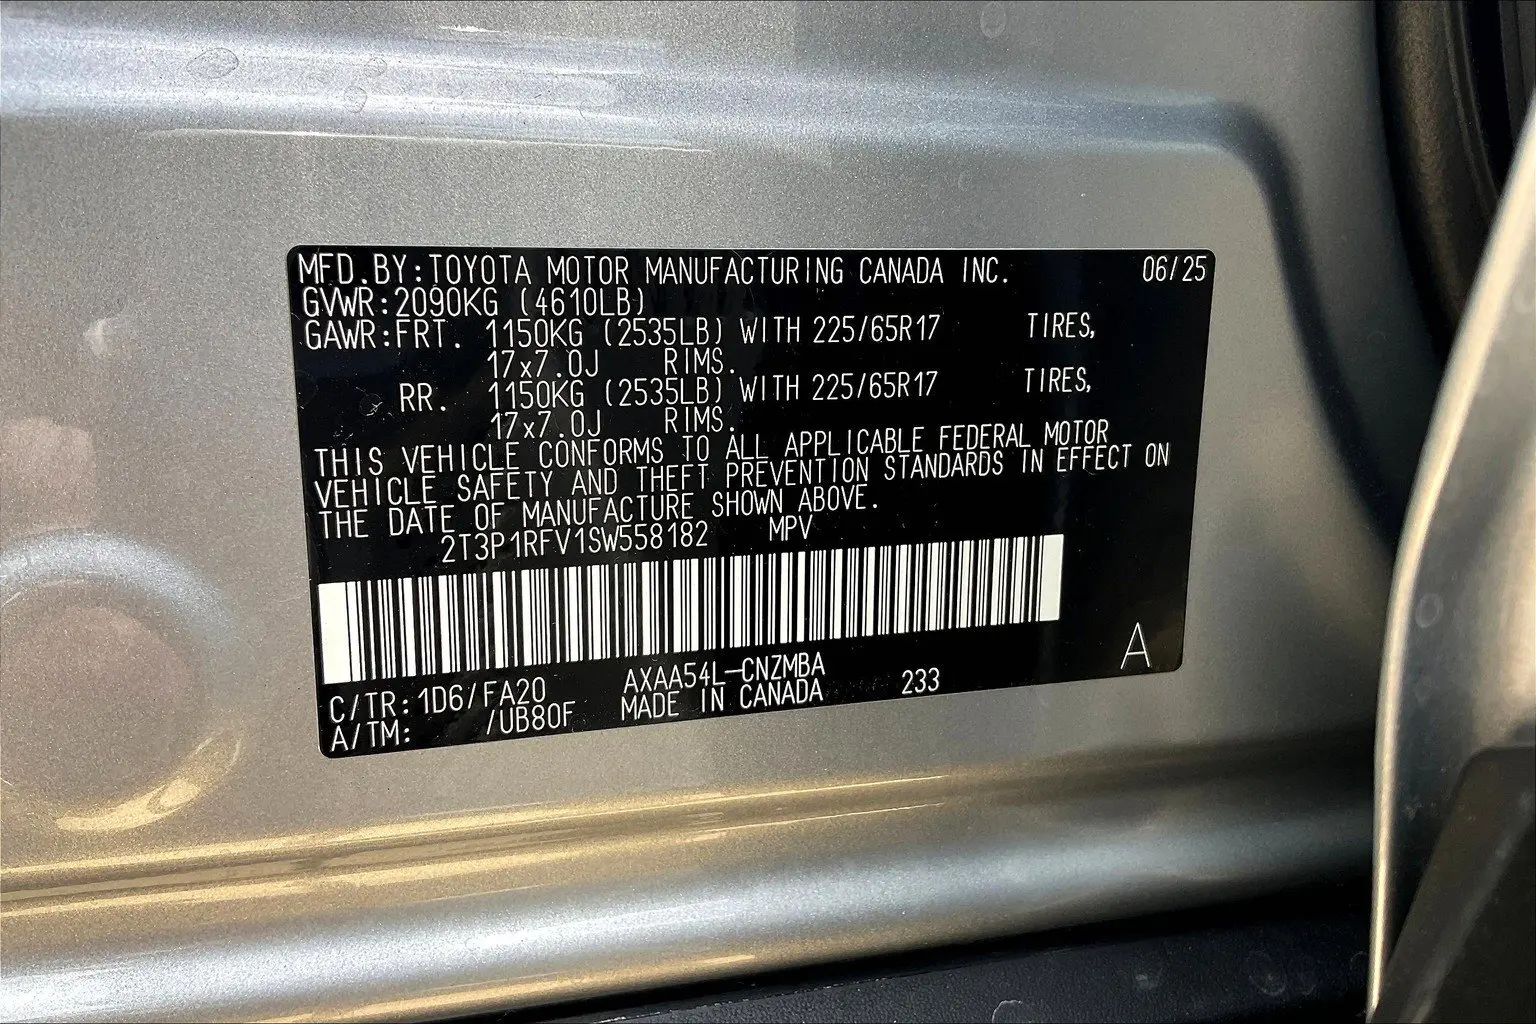 MFD.BY:TOYOTA MOTOR MANUFACTURING CANADA INC. 06/25
GVWR:2090KG (4610LB)
GAWR:FRT. 1150KG (2535LB) WITH 225/65R17 TIRES,
17x7.0J RIMS.
RR. 1150KG (2535LB) WITH 225/65R17 TIRES,
17x7.0J RIMS.
THIS VEHICLE CONFORMS TO ALL APPLICABLE FEDERAL MOTOR
VEHICLE SAFETY AND THEFT PREVENTION STANDARDS IN EFFECT ON
THE DATE OF MANUFACTURE SHOWN ABOVE.
2T3P1RFV1SW558182 MPV
A
C/TR:1D6/FA20 AXAA54L-CNZMBA 233
A/TM: /UB80F MADE IN CANADA